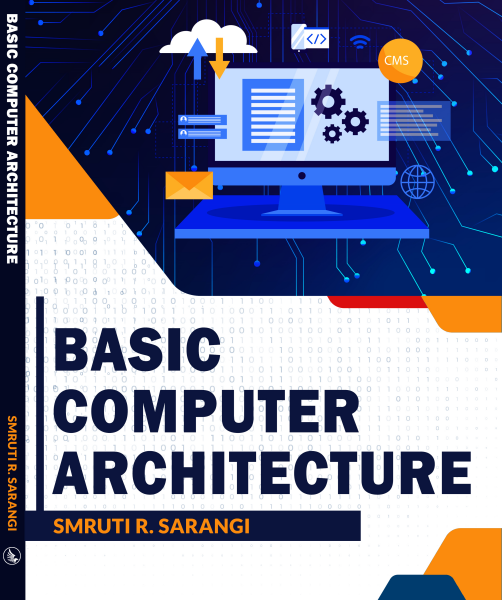 BASIC COMPUTER ARCHITECTURE
SMRUTI R. SARANGI
</>
CMS
BASIC
COMPUTER
ARCHITECTURE
SMRUTI R. SARANGI